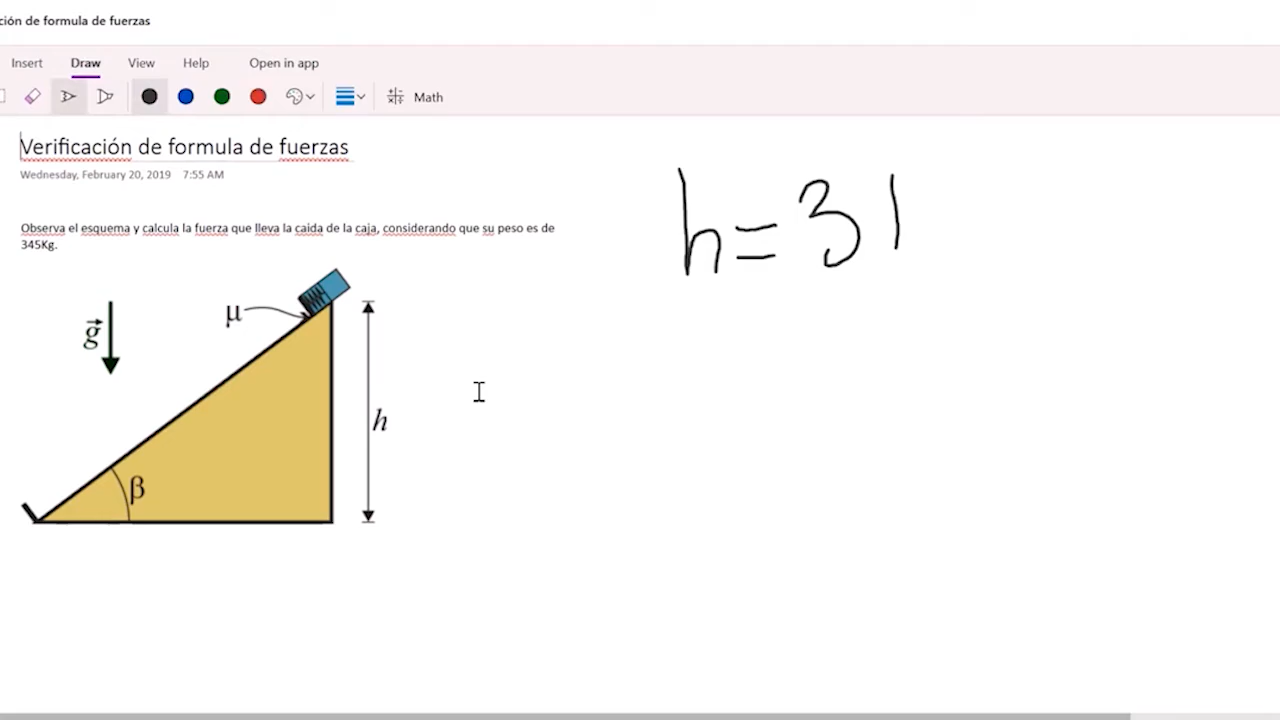 ción de formula de fuerzas
Insert Draw View Help Open in app
Math
Verificación de formula de fuerzas
Wednesday, February 20, 2019 7:55 AM
h=31
Observa el esquema y calcula la fuerza que lleva la caida de la caja, considerando que su peso es de
345Kg.
μ
g
h
β